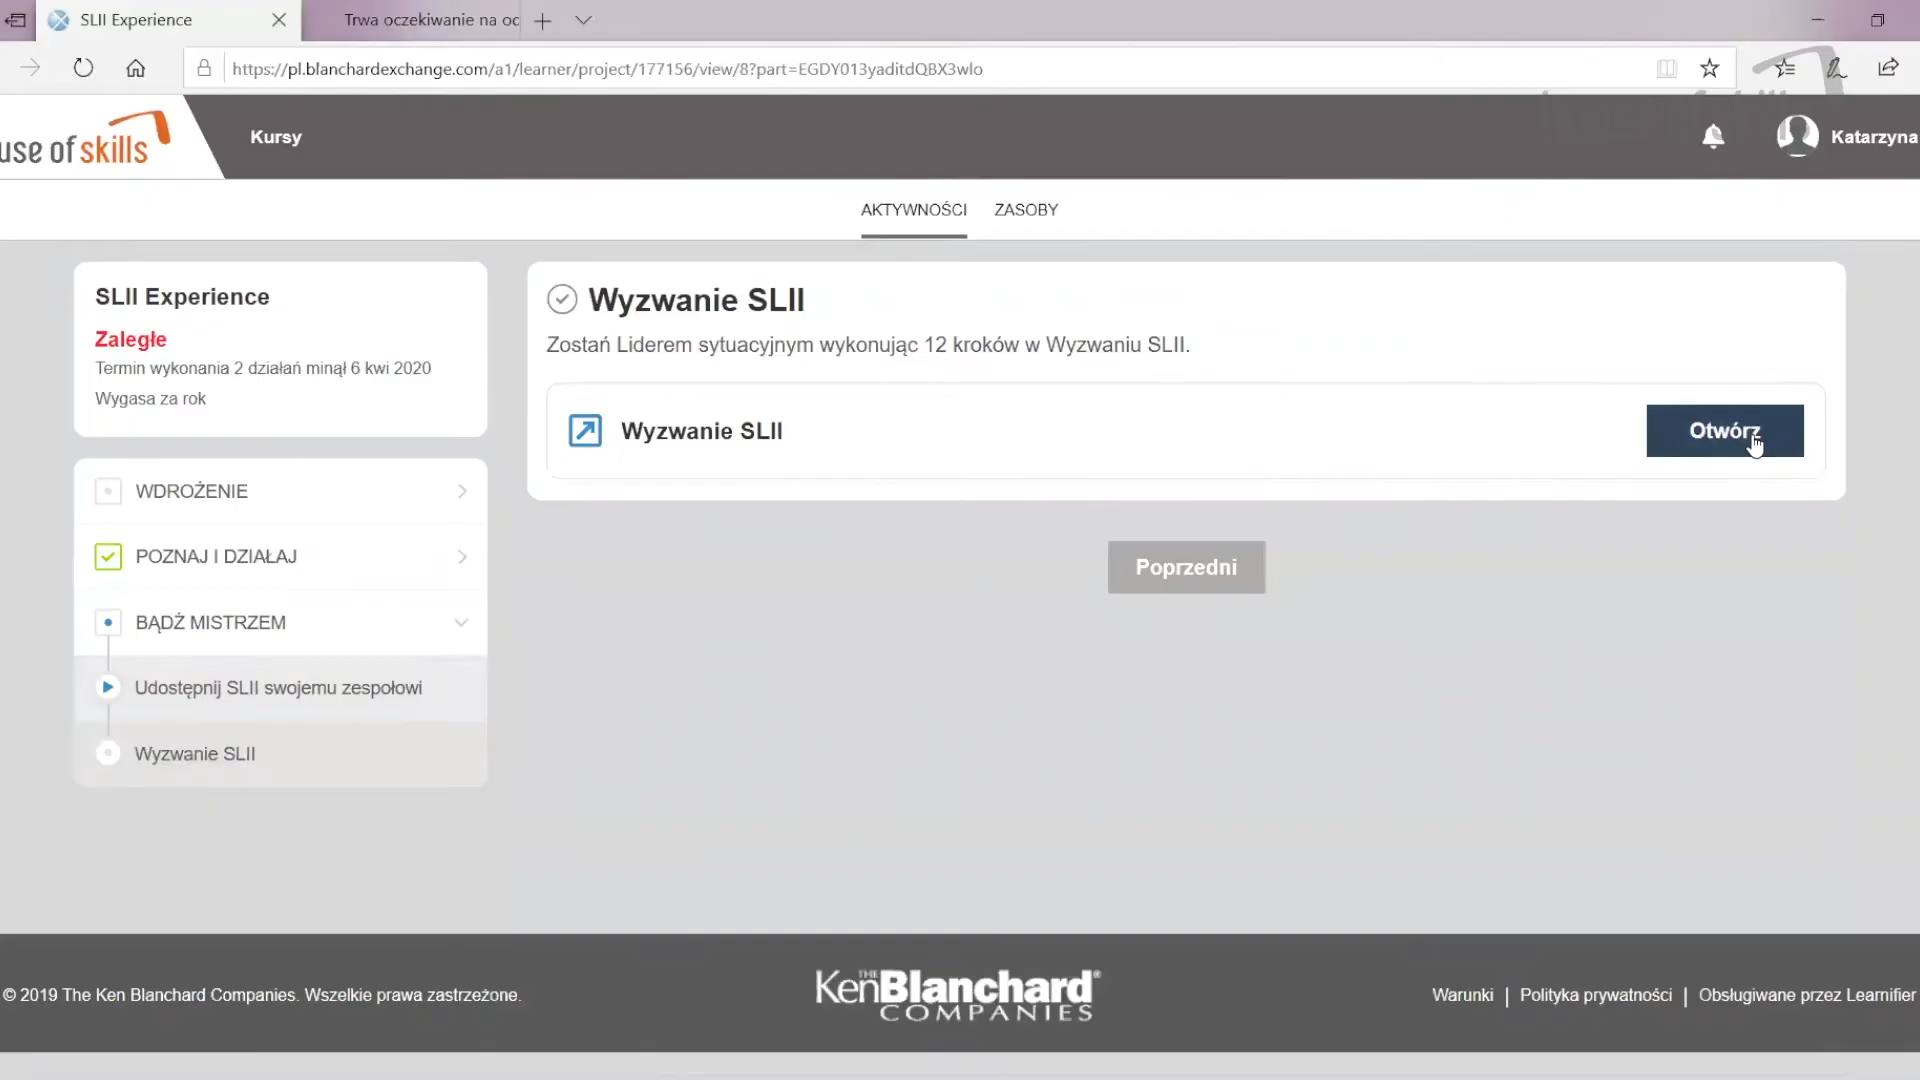 SLII Experience
Trwa oczekiwanie na oc
https://pl.blanchardexchange.com/a1/learner/project/177156/view/8?part=EGDY013yaditdQBX3wlo
use of skills
Kursy
Katarzyna
AKTYWNOŚCI
ZASOBY
SLII Experience
Zaległe
Termin wykonania 2 działań minął 6 kwi 2020
Wygasa za rok
WDROŻENIE
POZNAJ I DZIAŁAJ
BĄDŹ MISTRZEM
Udostępnij SLII swojemu zespołowi
Wyzwanie SLII
Wyzwanie SLII
Zostań Liderem sytuacyjnym wykonując 12 kroków w Wyzwaniu SLII.
Wyzwanie SLII
Otwórz
Poprzedni
© 2019 The Ken Blanchard Companies. Wszelkie prawa zastrzeżone.
THE
KenBlanchard®
COMPANIES
Warunki | Polityka prywatności | Obsługiwane przez Learnifier